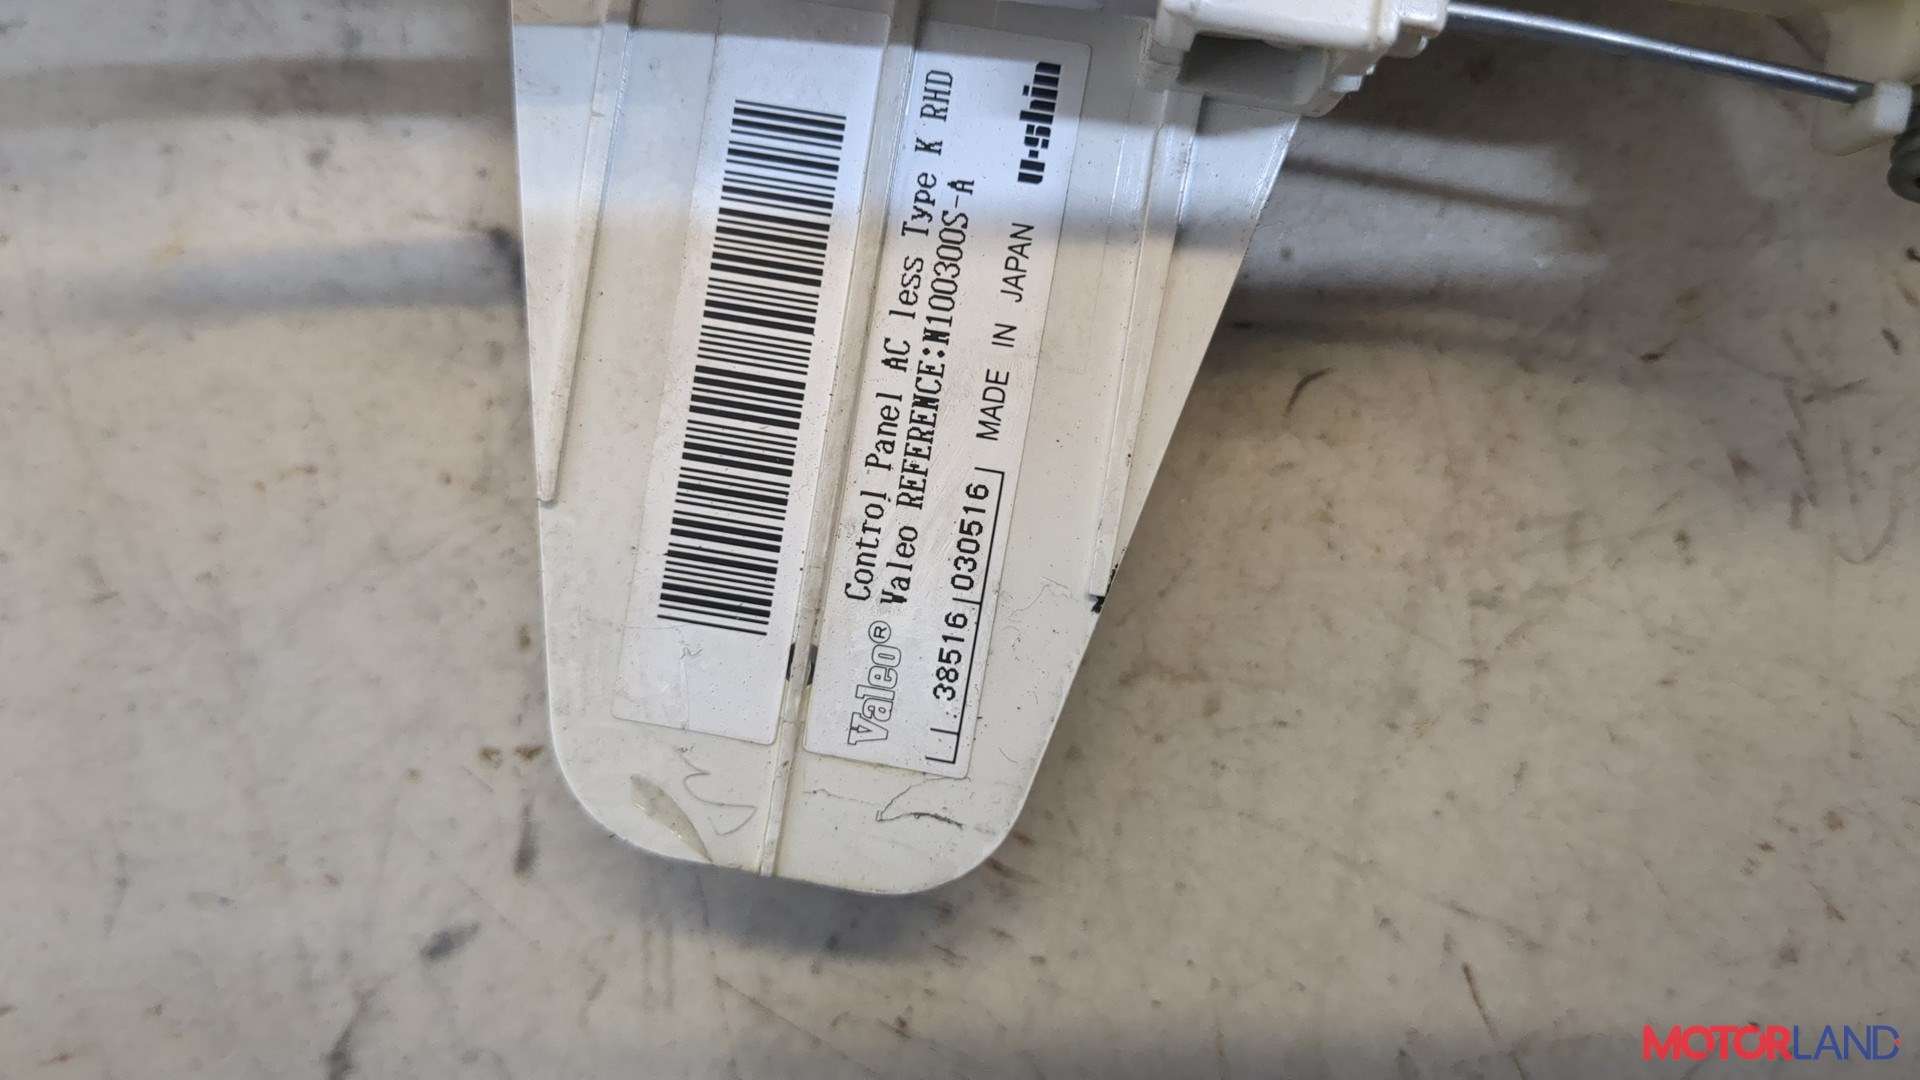 Control Panel AC less Type K RHD
Valeo® Valeo REFERENCE:N100300S-A
38516 030516 MADE IN JAPAN u-shin
MOTORLAND